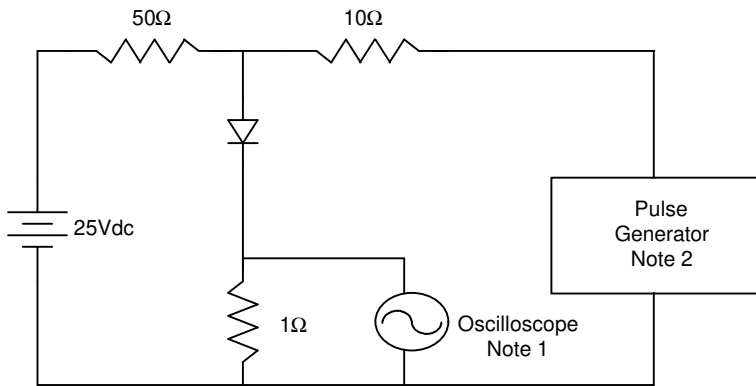 50Ω
10Ω
25Vdc
Pulse
Generator
Note 2
1Ω
Oscilloscope
Note 1